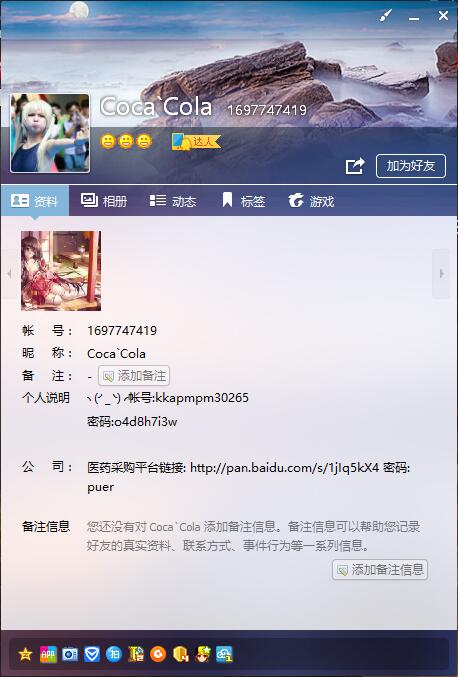 Coca`Cola 1697747419
达人
加为好友
资料 相册 动态 标签 游戏
帐 号： 1697747419
昵 称： Coca`Cola
备 注： - 添加备注
个人说明 ヽ(ˊ_ˋ)ノ帐号:kkapmpm30265
密码:o4d8h7i3w
公 司： 医药采购平台链接: http://pan.baidu.com/s/1jIq5kX4 密码:
puer
备注信息 您还没有对 Coca`Cola 添加备注信息。备注信息可以帮助您记录
好友的真实资料、联系方式、事件行为等一系列信息。
添加备注信息
APP 拍